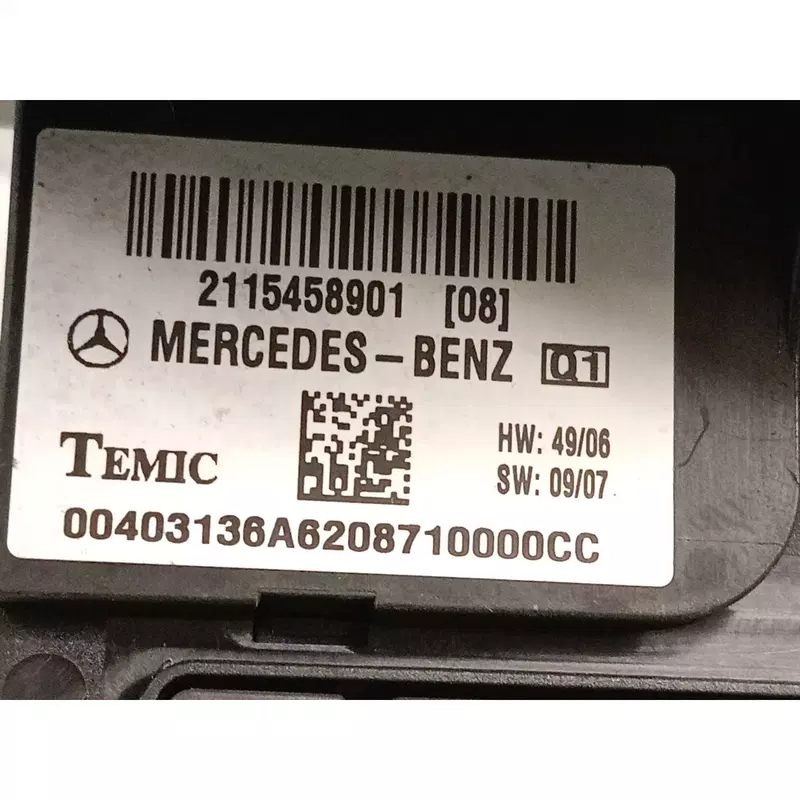 2115458901 [08]
MERCEDES-BENZ Q1
HW: 49/06
TEMIC
SW: 09/07
00403136A6208710000CC